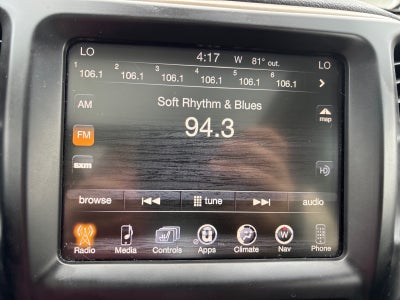 LO 4:17 W 81° out. LO
1 106.1 2 106.1 3 106.1 4 106.1 5 106.1 6 106.1
AM
Soft Rhythm & Blues
map
FM
94.3
sxm
HD
browse tune audio
Radio Media Controls Apps Climate Nav Phone